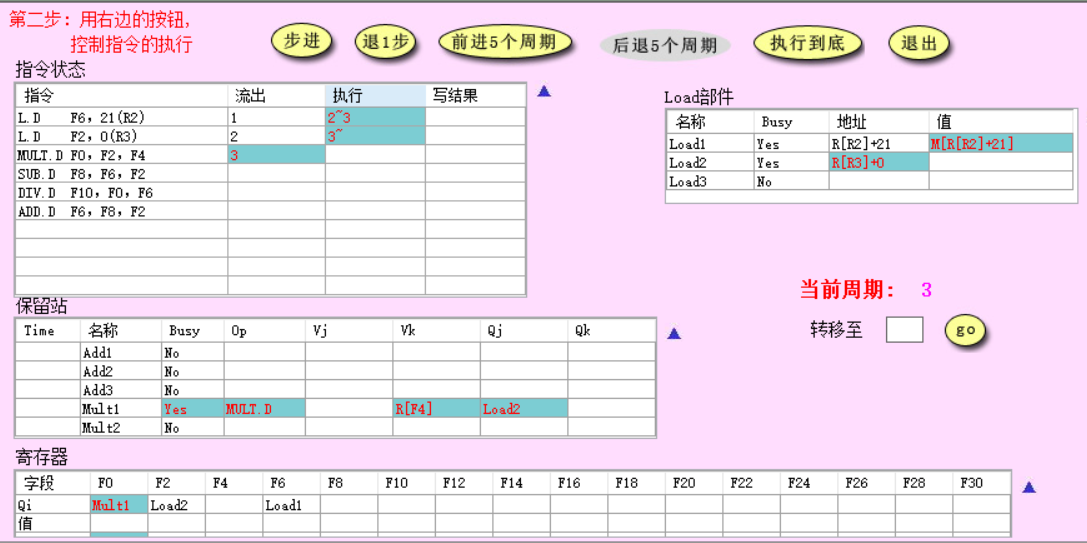 第二步：用右边的按钮,
控制指令的执行
步进 退1步 前进5个周期 后退5个周期 执行到底 退出
指令状态
指令 流出 执行 写结果
L.D F6，21(R2) 1 2~3
L.D F2，0(R3) 2 3~
MULT.D F0，F2，F4 3
SUB.D F8，F6，F2
DIV.D F10，F0，F6
ADD.D F6，F8，F2
Load部件
名称 Busy 地址 值
Load1 Yes R[R2]+21 M[R[R2]+21]
Load2 Yes R[R3]+0
Load3 No
当前周期： 3
转移至 go
保留站
Time 名称 Busy Op Vj Vk Qj Qk
Add1 No
Add2 No
Add3 No
Mult1 Yes MULT.D R[F4] Load2
Mult2 No
寄存器
字段 F0 F2 F4 F6 F8 F10 F12 F14 F16 F18 F20 F22 F24 F26 F28 F30
Qi Mult1 Load2 Load1
值